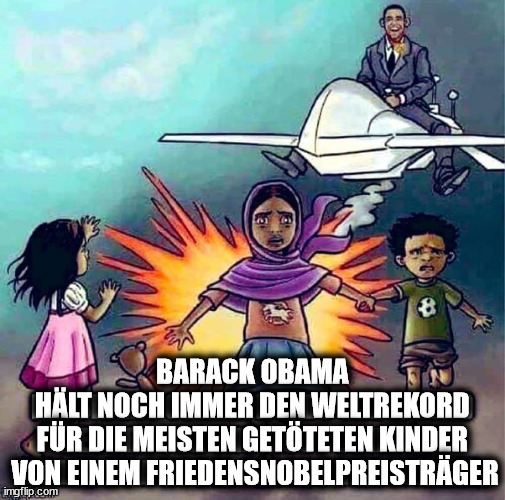 BARACK OBAMA
HÄLT NOCH IMMER DEN WELTREKORD
FÜR DIE MEISTEN GETÖTETEN KINDER
VON EINEM FRIEDENSNOBELPREISTRÄGER
imgflip.com